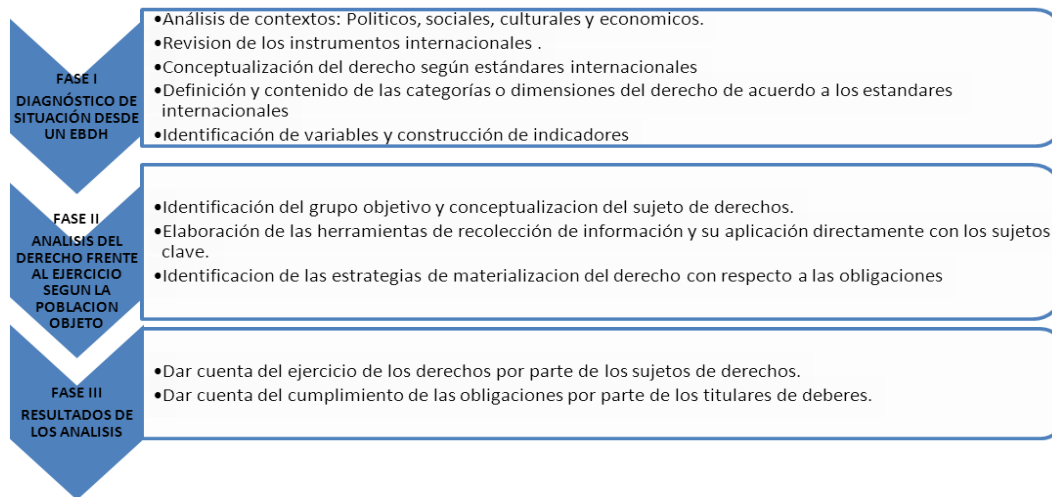 FASE I
DIAGNÓSTICO DE
SITUACIÓN DESDE
UN EBDH
•Análisis de contextos: Politicos, sociales, culturales y economicos.
•Revision de los instrumentos internacionales .
•Conceptualización del derecho según estándares internacionales
•Definición y contenido de las categorías o dimensiones del derecho de acuerdo a los estandares
internacionales
•Identificación de variables y construcción de indicadores
FASE II
ANALISIS DEL
DERECHO FRENTE
AL EJERCICIO
SEGUN LA
POBLACION
OBJETO
•Identificación del grupo objetivo y conceptualizacion del sujeto de derechos.
•Elaboración de las herramientas de recolección de información y su aplicación directamente con los sujetos
clave.
•Identificacion de las estrategias de materializacion del derecho con respecto a las obligaciones
FASE III
RESULTADOS DE
LOS ANALISIS
•Dar cuenta del ejercicio de los derechos por parte de los sujetos de derechos.
•Dar cuenta del cumplimiento de las obligaciones por parte de los titulares de deberes.